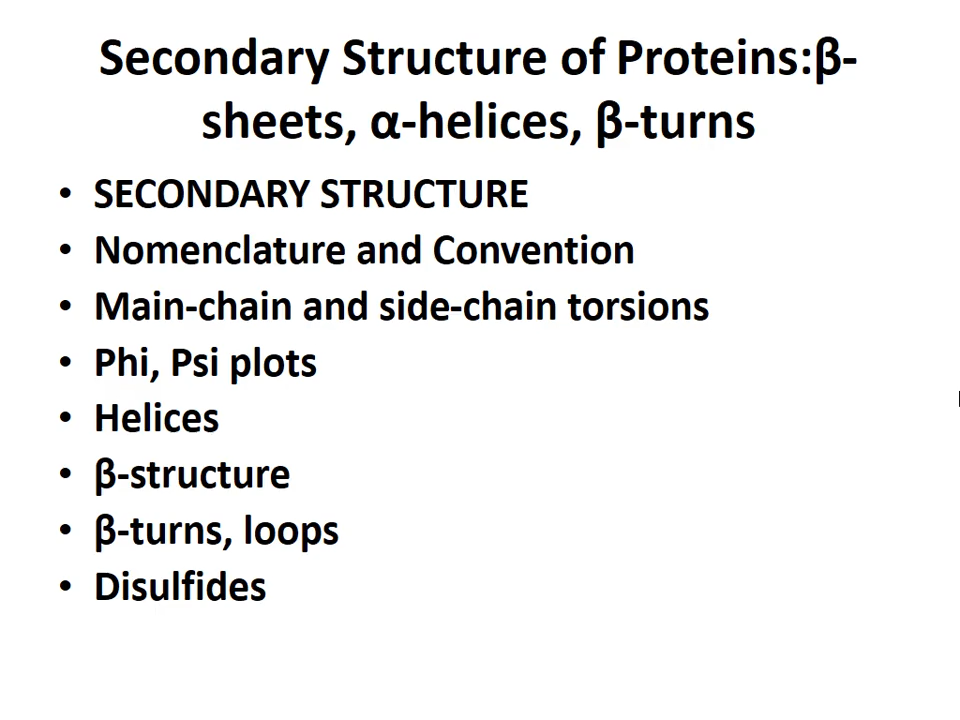 Secondary Structure of Proteins:β-
sheets, α-helices, β-turns
• SECONDARY STRUCTURE
• Nomenclature and Convention
• Main-chain and side-chain torsions
• Phi, Psi plots
• Helices
• β-structure
• β-turns, loops
• Disulfides